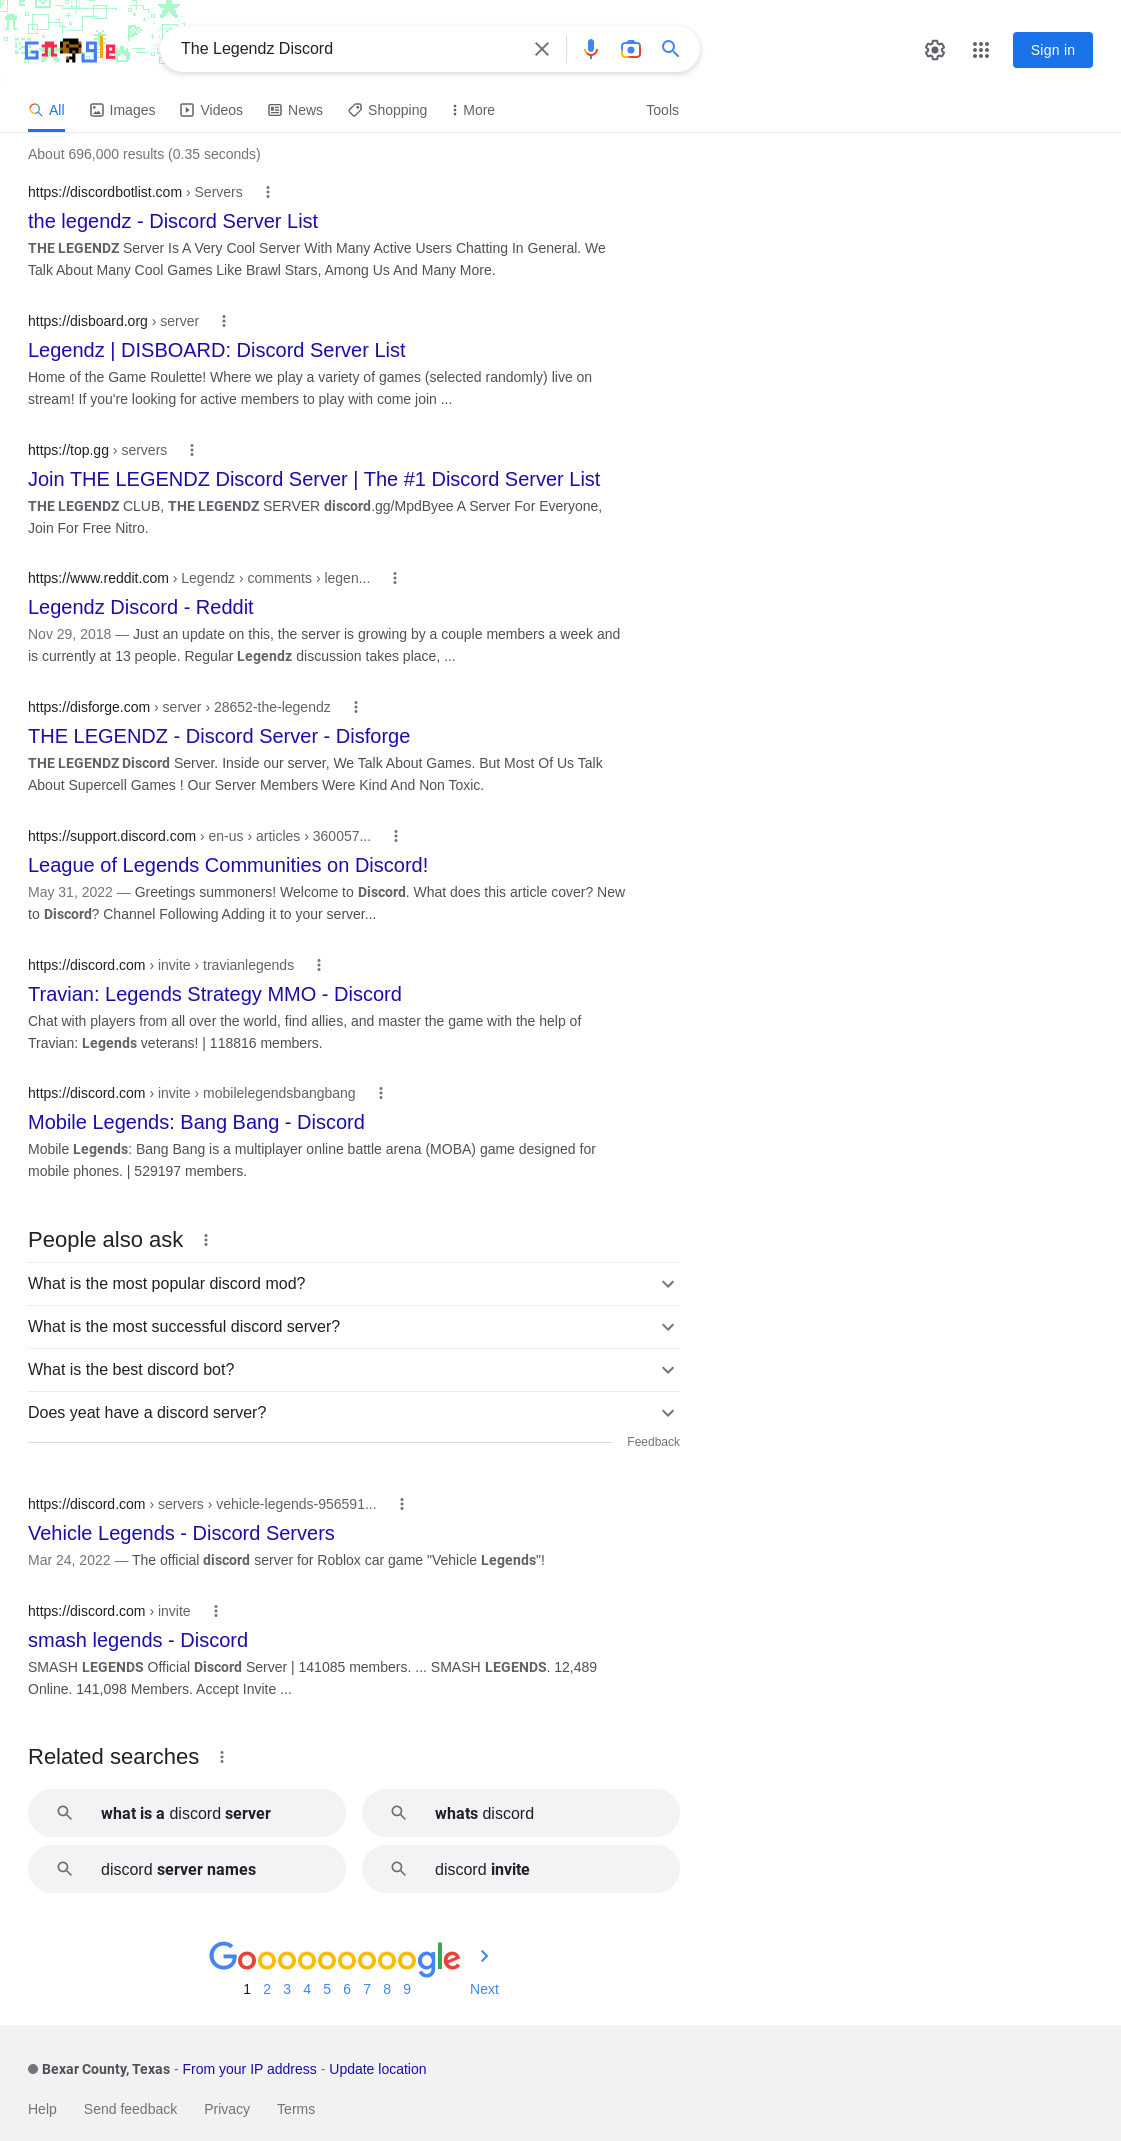 The Legendz Discord
Sign in
All Images Videos News Shopping More Tools
About 696,000 results (0.35 seconds)
https://discordbotlist.com › Servers
the legendz - Discord Server List
THE LEGENDZ Server Is A Very Cool Server With Many Active Users Chatting In General. We
Talk About Many Cool Games Like Brawl Stars, Among Us And Many More.
https://disboard.org › server
Legendz | DISBOARD: Discord Server List
Home of the Game Roulette! Where we play a variety of games (selected randomly) live on
stream! If you're looking for active members to play with come join ...
https://top.gg › servers
Join THE LEGENDZ Discord Server | The #1 Discord Server List
THE LEGENDZ CLUB, THE LEGENDZ SERVER discord.gg/MpdByee A Server For Everyone,
Join For Free Nitro.
https://www.reddit.com › Legendz › comments › legen...
Legendz Discord - Reddit
Nov 29, 2018 — Just an update on this, the server is growing by a couple members a week and
is currently at 13 people. Regular Legendz discussion takes place, ...
https://disforge.com › server › 28652-the-legendz
THE LEGENDZ - Discord Server - Disforge
THE LEGENDZ Discord Server. Inside our server, We Talk About Games. But Most Of Us Talk
About Supercell Games ! Our Server Members Were Kind And Non Toxic.
https://support.discord.com › en-us › articles › 360057...
League of Legends Communities on Discord!
May 31, 2022 — Greetings summoners! Welcome to Discord. What does this article cover? New
to Discord? Channel Following Adding it to your server...
https://discord.com › invite › travianlegends
Travian: Legends Strategy MMO - Discord
Chat with players from all over the world, find allies, and master the game with the help of
Travian: Legends veterans! | 118816 members.
https://discord.com › invite › mobilelegendsbangbang
Mobile Legends: Bang Bang - Discord
Mobile Legends: Bang Bang is a multiplayer online battle arena (MOBA) game designed for
mobile phones. | 529197 members.
People also ask
What is the most popular discord mod?
What is the most successful discord server?
What is the best discord bot?
Does yeat have a discord server?
Feedback
https://discord.com › servers › vehicle-legends-956591...
Vehicle Legends - Discord Servers
Mar 24, 2022 — The official discord server for Roblox car game "Vehicle Legends"!
https://discord.com › invite
smash legends - Discord
SMASH LEGENDS Official Discord Server | 141085 members. ... SMASH LEGENDS. 12,489
Online. 141,098 Members. Accept Invite ...
Related searches
what is a discord server
whats discord
discord server names
discord invite
Goooooooooogle
1 2 3 4 5 6 7 8 9 Next
Bexar County, Texas - From your IP address - Update location
Help Send feedback Privacy Terms